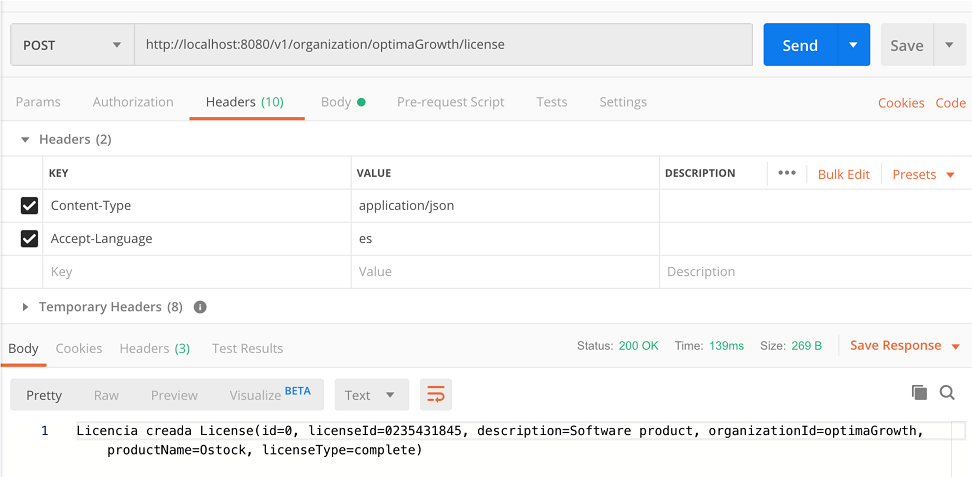 POST http://localhost:8080/v1/organization/optimaGrowth/license Send Save
Params Authorization Headers (10) Body Pre-request Script Tests Settings Cookies Code
Headers (2)
KEY VALUE DESCRIPTION ••• Bulk Edit Presets
Content-Type application/json
Accept-Language es
Key Value Description
Temporary Headers (8) i
Body Cookies Headers (3) Test Results Status: 200 OK Time: 139ms Size: 269 B Save Response
Pretty Raw Preview Visualize BETA Text
1 Licencia creada License(id=0, licenseId=0235431845, description=Software product, organizationId=optimaGrowth,
productName=Ostock, licenseType=complete)